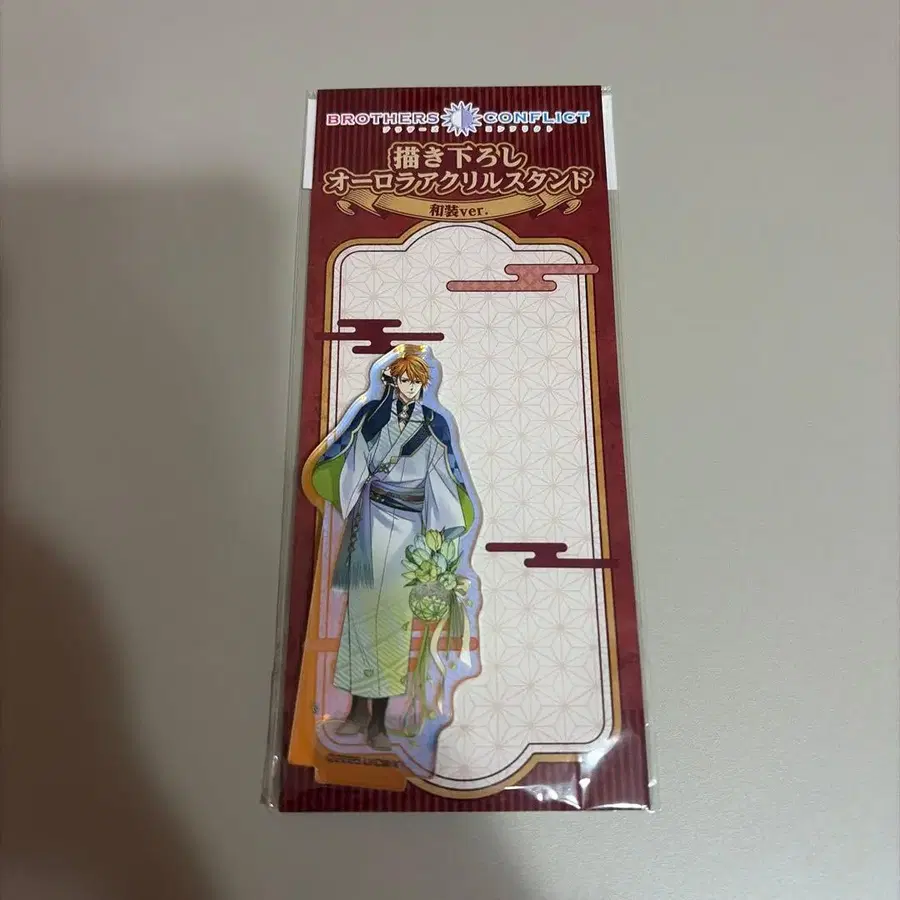 BROTHERS CONFLICT
ブラザーズ コンフリクト
描き下ろし
オーロラアクリルスタンド
和装ver.